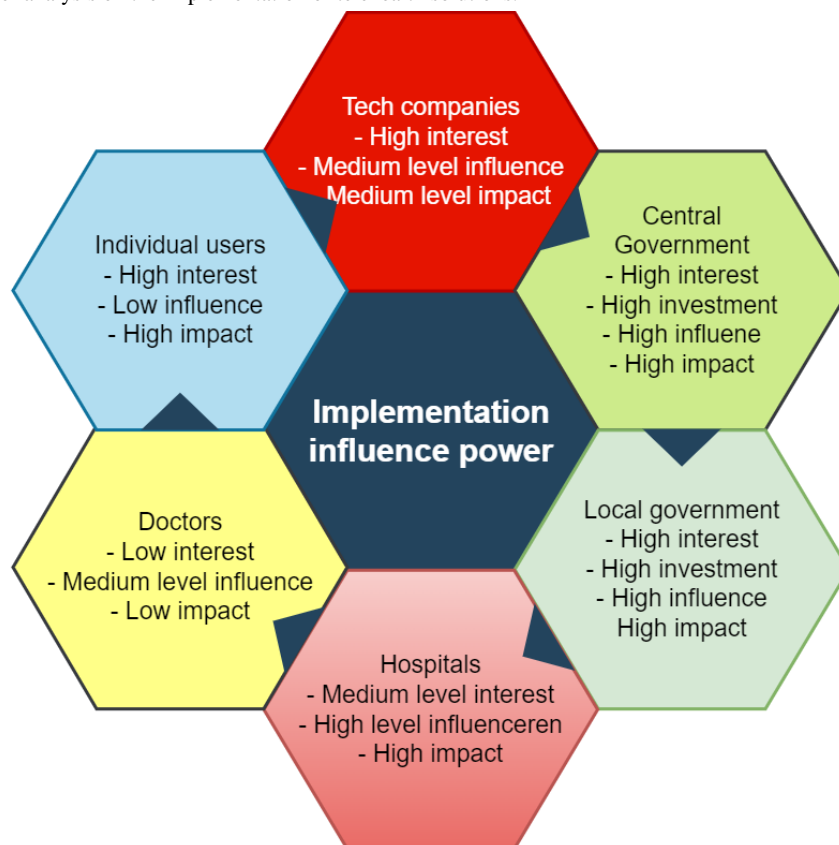 Tech companies
- High interest
- Medium level influence
Medium level impact
Central
Government
- High interest
- High investment
- High influene
- High impact
Local government
- High interest
- High investment
- High influence
High impact
Hospitals
- Medium level interest
- High level influenceren
- High impact
Doctors
- Low interest
- Medium level influence
- Low impact
Individual users
- High interest
- Low influence
- High impact
Implementation
influence power